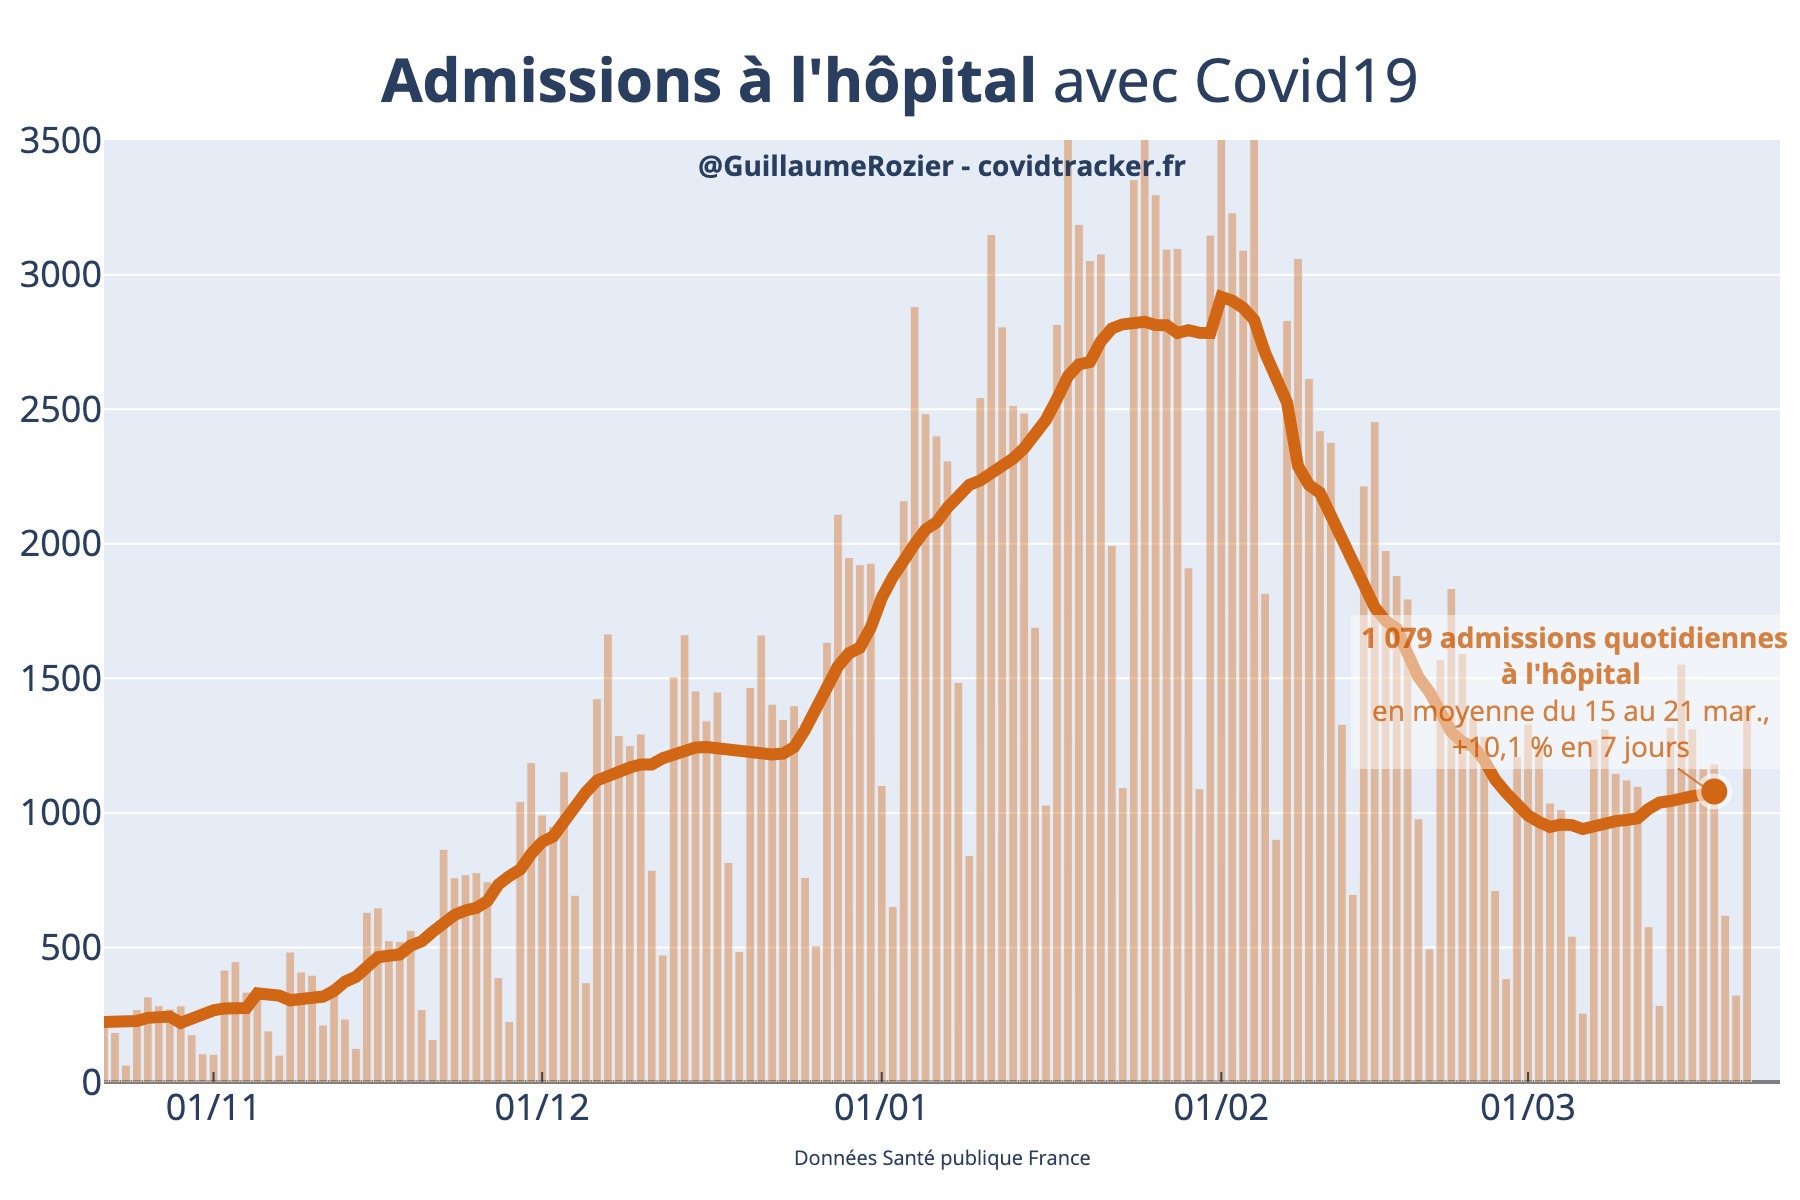 Admissions à l'hôpital avec Covid19
@GuillaumeRozier - covidtracker.fr
3500
3000
2500
2000
1500
1000
500
0
1 079 admissions quotidiennes
à l'hôpital
en moyenne du 15 au 21 mar.,
+10,1 % en 7 jours
01/11
01/12
01/01
01/02
01/03
Données Santé publique France